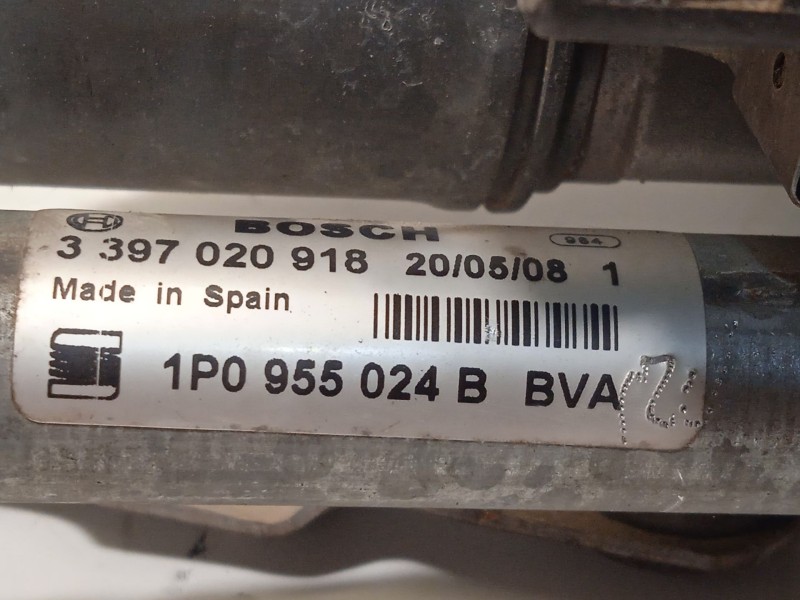 BOSCH
984
3 397 020 918 20/05/08 1
Made in Spain
1P0 955 024 B BVA